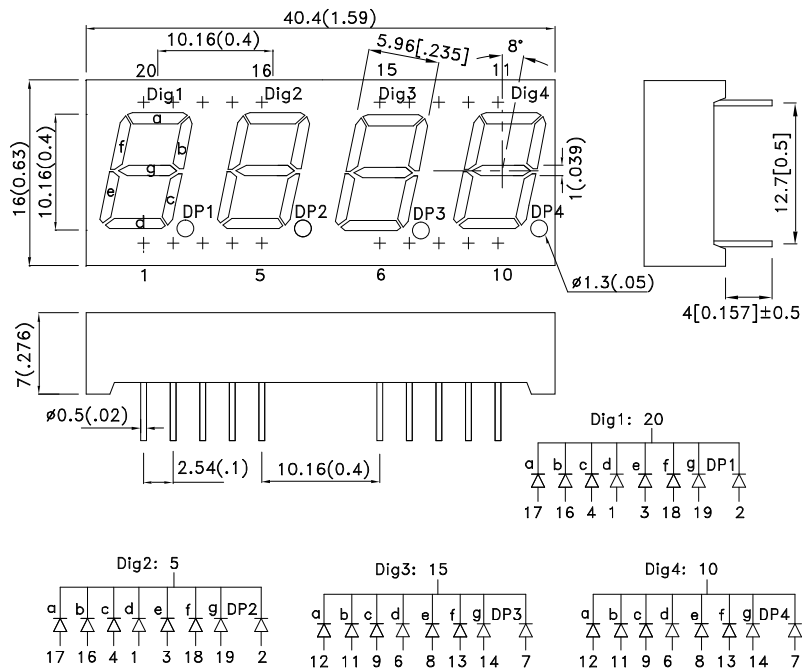 40.4(1.59)
10.16(0.4)
5.96[.235]
8°
20 16 15 11
Dig1 Dig2 Dig3 Dig4
a
f b
g
e c
d
DP1 DP2 DP3 DP4
16(0.63)
10.16(0.4)
1(.039)
12.7[0.5]
1 5 6 10
ø1.3(.05)
4[0.157]±0.5
7(.276)
ø0.5(.02)
2.54(.1)
10.16(0.4)
Dig1: 20
a b c d e f g DP1
17 16 4 1 3 18 19 2
Dig2: 5
a b c d e f g DP2
17 16 4 1 3 18 19 2
Dig3: 15
a b c d e f g DP3
12 11 9 6 8 13 14 7
Dig4: 10
a b c d e f g DP4
12 11 9 6 8 13 14 7